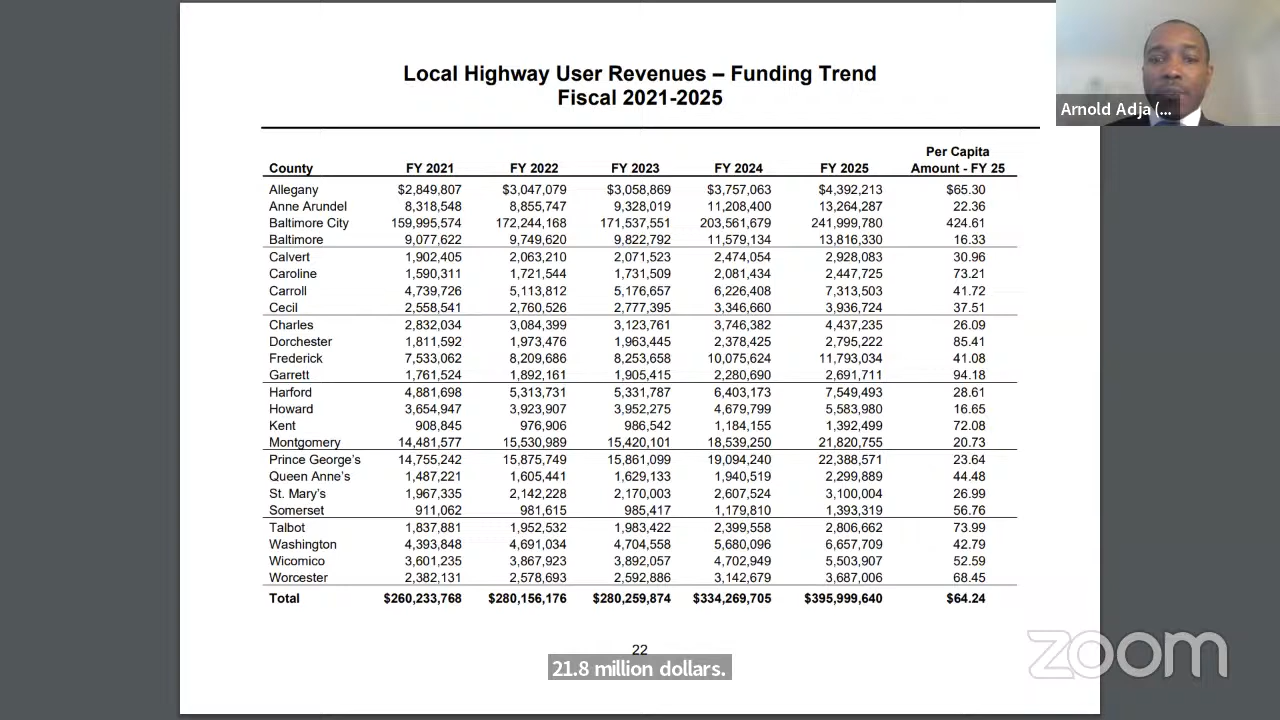 Local Highway User Revenues – Funding Trend
Fiscal 2021-2025
Arnold Adja (...
Per Capita
County FY 2021 FY 2022 FY 2023 FY 2024 FY 2025 Amount - FY 25
Allegany $2,849,807 $3,047,079 $3,058,869 $3,757,063 $4,392,213 $65.30
Anne Arundel 8,318,548 8,855,747 9,328,019 11,208,400 13,264,287 22.36
Baltimore City 159,995,574 172,244,168 171,537,551 203,561,679 241,999,780 424.61
Baltimore 9,077,622 9,749,620 9,822,792 11,579,134 13,816,330 16.33
Calvert 1,902,405 2,063,210 2,071,523 2,474,054 2,928,083 30.96
Caroline 1,590,311 1,721,544 1,731,509 2,081,434 2,447,725 73.21
Carroll 4,739,726 5,113,812 5,176,657 6,226,408 7,313,503 41.72
Cecil 2,558,541 2,760,526 2,777,395 3,346,660 3,936,724 37.51
Charles 2,832,034 3,084,399 3,123,761 3,746,382 4,437,235 26.09
Dorchester 1,811,592 1,973,476 1,963,445 2,378,425 2,795,222 85.41
Frederick 7,533,062 8,209,686 8,253,658 10,075,624 11,793,034 41.08
Garrett 1,761,524 1,892,161 1,905,415 2,280,690 2,691,711 94.18
Harford 4,881,698 5,313,731 5,331,787 6,403,173 7,549,493 28.61
Howard 3,654,947 3,923,907 3,952,275 4,679,799 5,583,980 16.65
Kent 908,845 976,906 986,542 1,184,155 1,392,499 72.08
Montgomery 14,481,577 15,530,989 15,420,101 18,539,250 21,820,755 20.73
Prince George's 14,755,242 15,875,749 15,861,099 19,094,240 22,388,571 23.64
Queen Anne's 1,487,221 1,605,441 1,629,133 1,940,519 2,299,889 44.48
St. Mary's 1,967,335 2,142,228 2,170,003 2,607,524 3,100,004 26.99
Somerset 911,062 981,615 985,417 1,179,810 1,393,319 56.76
Talbot 1,837,881 1,952,532 1,983,422 2,399,558 2,806,662 73.99
Washington 4,393,848 4,691,034 4,704,558 5,680,096 6,657,709 42.79
Wicomico 3,601,235 3,867,923 3,892,057 4,702,949 5,503,907 52.59
Worcester 2,382,131 2,578,693 2,592,886 3,142,679 3,687,006 68.45
Total $260,233,768 $280,156,176 $280,259,874 $334,269,705 $395,999,640 $64.24
22
21.8 million dollars.
zoom